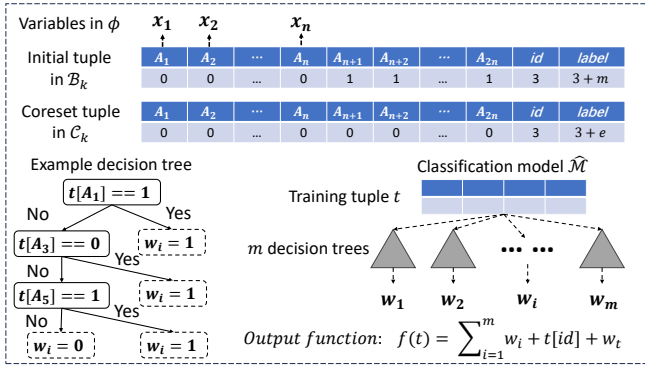 Variables in ϕ x₁ x₂ xₙ
Initial tuple in ℬₖ
A₁ A₂ ... Aₙ Aₙ₊₁ Aₙ₊₂ ... A₂ₙ id label
0 0 ... 0 1 1 ... 1 3 3 + m
Coreset tuple in 𝒞ₖ
A₁ A₂ ... Aₙ Aₙ₊₁ Aₙ₊₂ ... A₂ₙ id label
0 0 ... 0 0 0 ... 0 3 3 + e
Example decision tree
t[A₁] == 1
No Yes
t[A₃] == 0 wᵢ = 1
No Yes
t[A₅] == 1 wᵢ = 1
No Yes
wᵢ = 0 wᵢ = 1
Classification model ℳ̂
Training tuple t
m decision trees ... ...
w₁ w₂ wᵢ wₘ
Output function: f(t) = ∑ᵢ₌₁ᵐ wᵢ + t[id] + wₜ